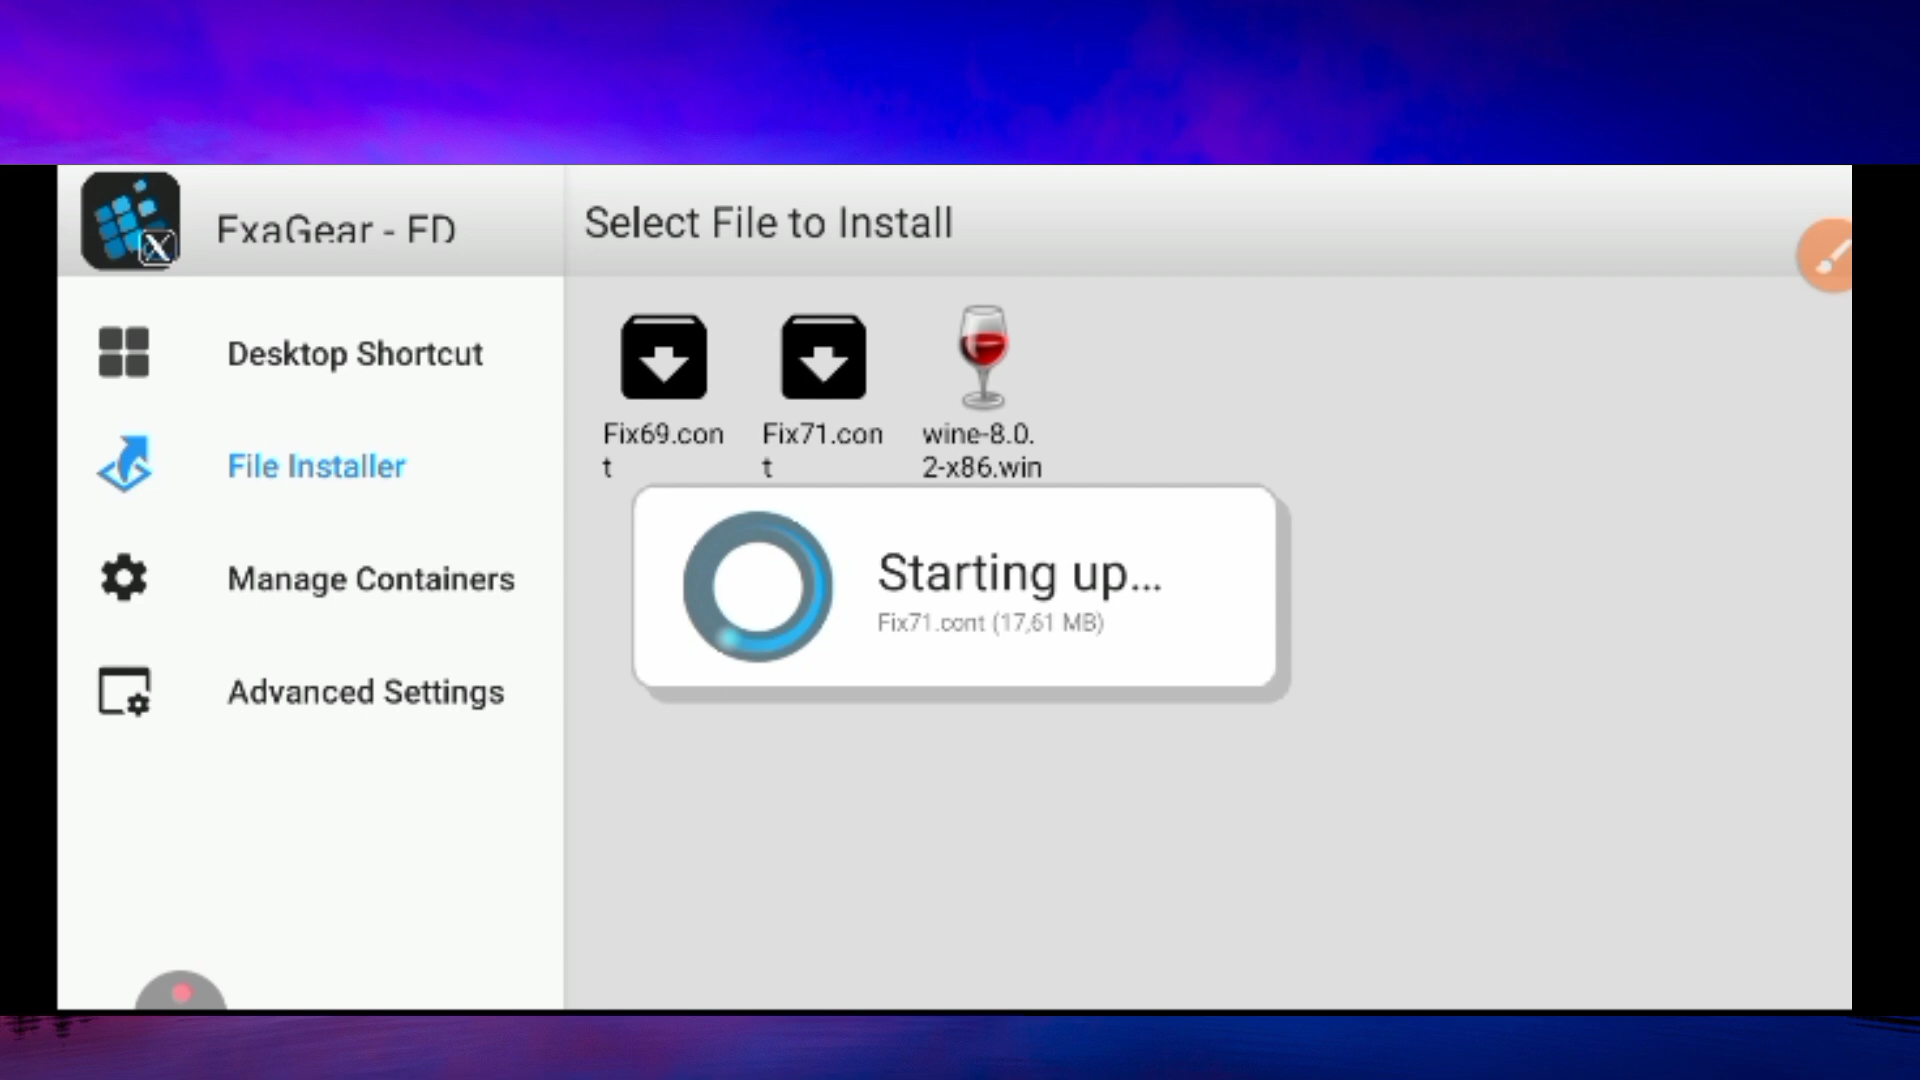 ExaGear - ED
Select File to Install
Desktop Shortcut
File Installer
Manage Containers
Advanced Settings
Fix69.con
t
Fix71.con
t
wine-8.0.
2-x86.win
Starting up...
Fix71.cont (17,61 MB)
X